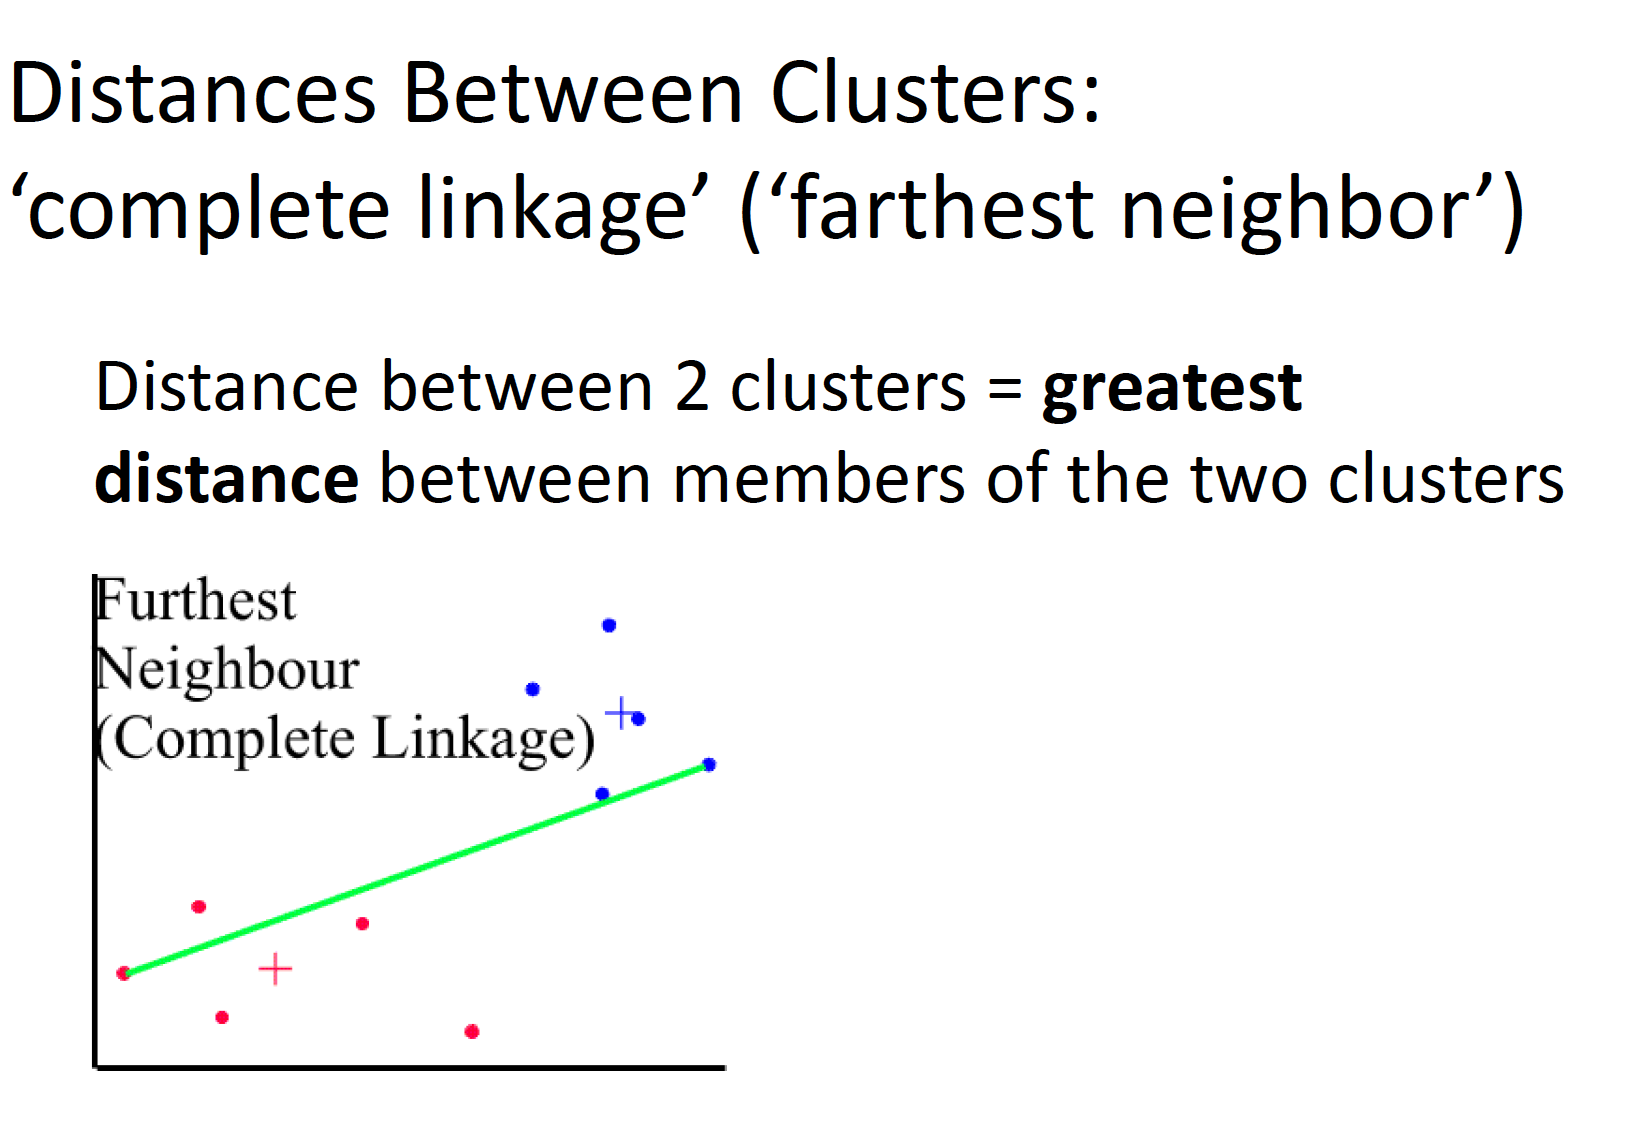 Distances Between Clusters:
‘complete linkage’ (‘farthest neighbor’)
Distance between 2 clusters = greatest
distance between members of the two clusters
Furthest
Neighbour
(Complete Linkage)